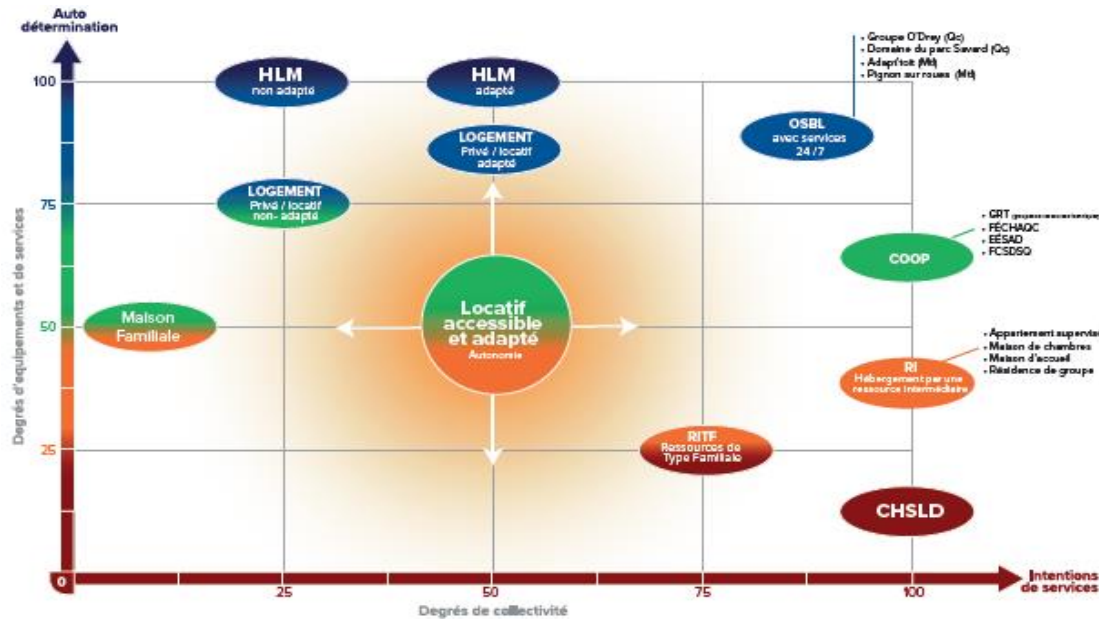 Auto
détermination
Degrés d'equipements et de services
100
75
50
25
0
HLM
non adapté
HLM
adapté
LOGEMENT
Privé / locatif
adapté
LOGEMENT
Privé / locatif
non- adapté
OSBL
avec services
24 /7
• Groupe O'Drey (Qc)
• Domaine du parc Savard (Qc)
• Adapt'toit (Mtl)
• Pignon sur roues (Mtl)
COOP
• GRT
• FÉCHAQC
• EÉSAD
• FCSDSQ
Maison
Familiale
Locatif
accessible
et adapté
Autonomie
RI
Hébergement par une
ressource intermédiaire
• Appartement supervisé
• Maison de chambres
• Maison d'accueil
• Résidence de groupe
RITF
Ressources de
Type Familiale
CHSLD
25
50
75
100
Intentions
de services
Degrés de collectivité